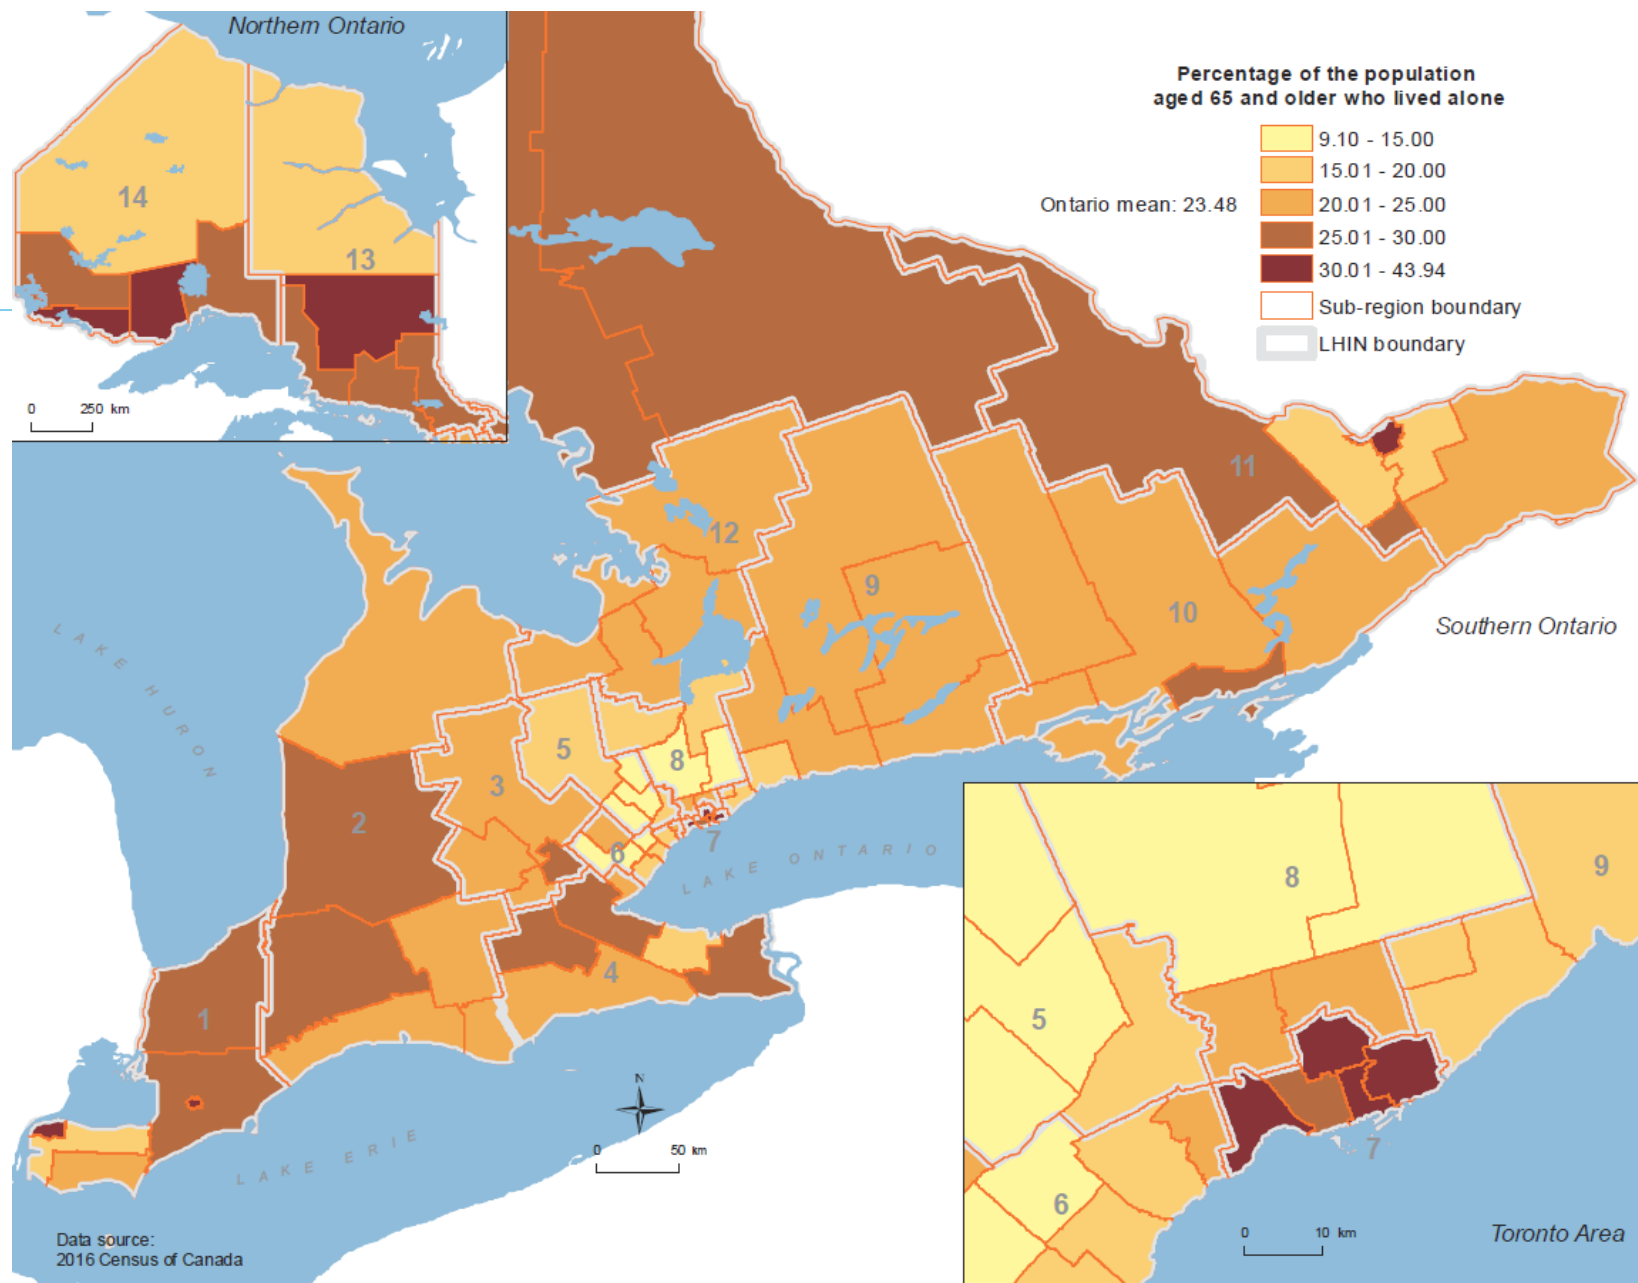 Northern Ontario
14
13
0 250 km
Percentage of the population
aged 65 and older who lived alone
9.10 - 15.00
15.01 - 20.00
Ontario mean: 23.48
20.01 - 25.00
25.01 - 30.00
30.01 - 43.94
Sub-region boundary
LHIN boundary
11
12
9
10
Southern Ontario
LAKE HURON
5
8
3
2
7
6
LAKE ONTARIO
4
1
N
0 50 km
LAKE ERIE
Data source:
2016 Census of Canada
8
9
5
7
6
0 10 km
Toronto Area